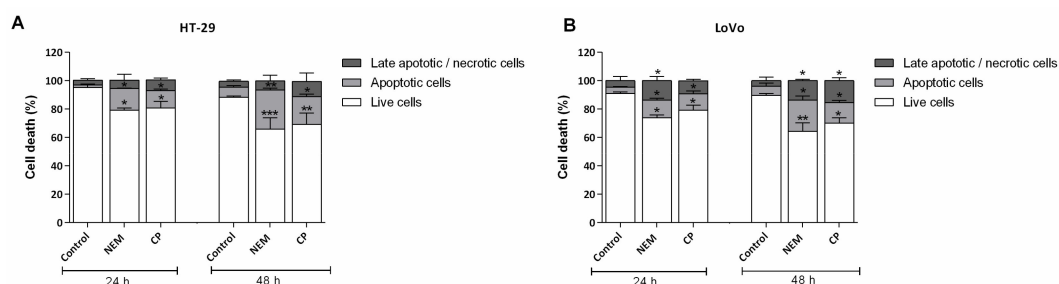 A
HT-29
Cell death (%)
120
100
80
60
40
20
0
Late apototic / necrotic cells
Apoptotic cells
Live cells
*
*
*
*
**
***
*
**
Control
NEM
CP
Control
NEM
CP
24 h
48 h
B
LoVo
Cell death (%)
120
100
80
60
40
20
0
Late apoptotic / necrotic cells
Apoptotic cells
Live cells
*
*
*
*
*
*
*
**
*
*
*
Control
NEM
CP
Control
NEM
CP
24 h
48 h